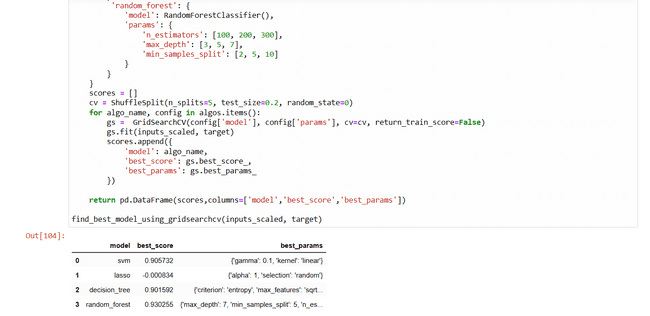 'random_forest': {
'model': RandomForestClassifier(),
'params': {
'n_estimators': [100, 200, 300],
'max_depth': [3, 5, 7],
'min_samples_split': [2, 5, 10]
}
}
}
scores = []
cv = ShuffleSplit(n_splits=5, test_size=0.2, random_state=0)
for algo_name, config in algos.items():
gs =  GridSearchCV(config['model'], config['params'], cv=cv, return_train_score=False)
gs.fit(inputs_scaled, target)
scores.append({
'model': algo_name,
'best_score': gs.best_score_,
'best_params': gs.best_params_
})
return pd.DataFrame(scores,columns=['model','best_score','best_params'])
find_best_model_using_gridsearchcv(inputs_scaled, target)
Out[104]:
model best_score best_params
0 svm 0.905732 {'gamma': 0.1, 'kernel': 'linear'}
1 lasso -0.000834 {'alpha': 1, 'selection': 'random'}
2 decision_tree 0.901592 {'criterion': 'entropy', 'max_features': 'sqrt...
3 random_forest 0.930255 {'max_depth': 7, 'min_samples_split': 5, 'n_es...